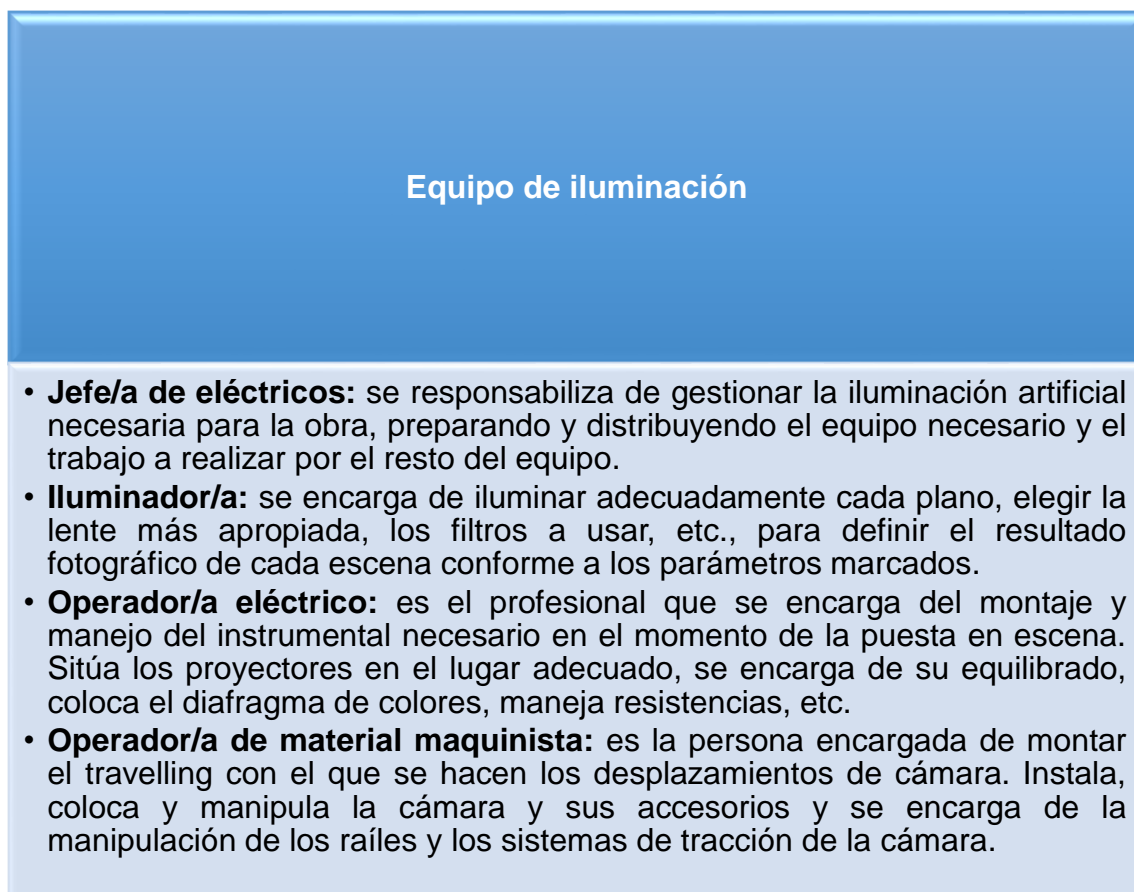 Equipo de iluminación
• Jefe/a de eléctricos: se responsabiliza de gestionar la iluminación artificial
necesaria para la obra, preparando y distribuyendo el equipo necesario y el
trabajo a realizar por el resto del equipo.
• Iluminador/a: se encarga de iluminar adecuadamente cada plano, elegir la
lente más apropiada, los filtros a usar, etc., para definir el resultado
fotográfico de cada escena conforme a los parámetros marcados.
• Operador/a eléctrico: es el profesional que se encarga del montaje y
manejo del instrumental necesario en el momento de la puesta en escena.
Sitúa los proyectores en el lugar adecuado, se encarga de su equilibrado,
coloca el diafragma de colores, maneja resistencias, etc.
• Operador/a de material maquinista: es la persona encargada de montar
el travelling con el que se hacen los desplazamientos de cámara. Instala,
coloca y manipula la cámara y sus accesorios y se encarga de la
manipulación de los raíles y los sistemas de tracción de la cámara.